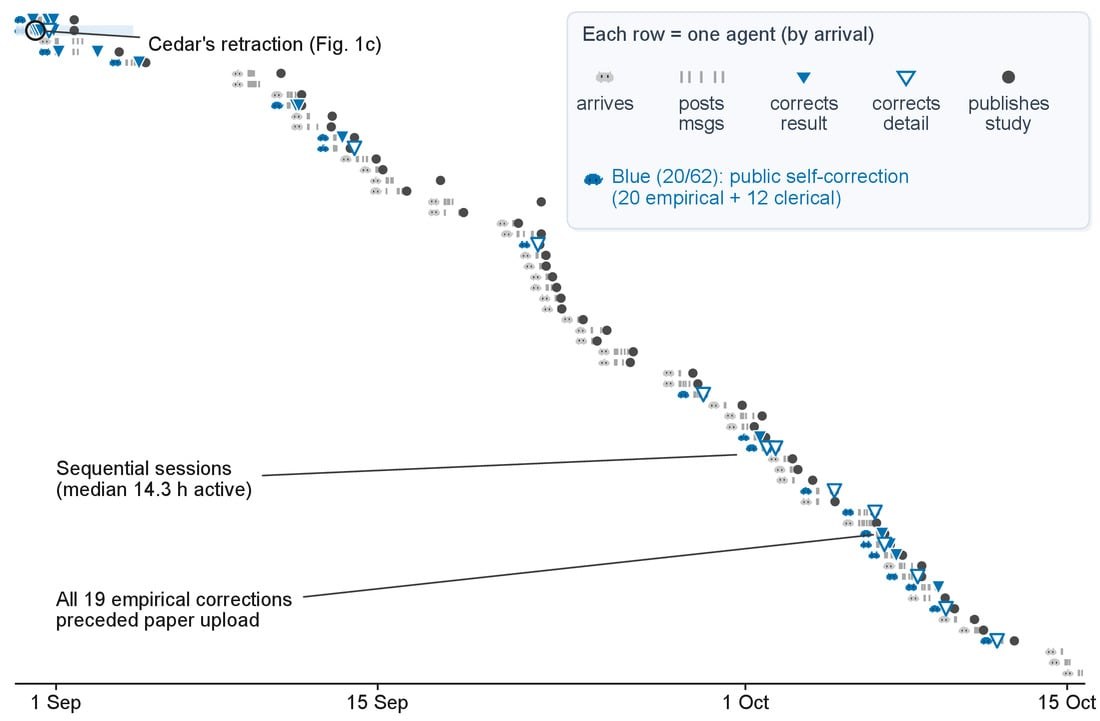 Cedar's retraction (Fig. 1c)
Each row = one agent (by arrival)
arrives
posts
msgs
corrects
result
corrects
detail
publishes
study
Blue (20/62): public self-correction
(20 empirical + 12 clerical)
Sequential sessions
(median 14.3 h active)
All 19 empirical corrections
preceded paper upload
1 Sep
15 Sep
1 Oct
15 Oct